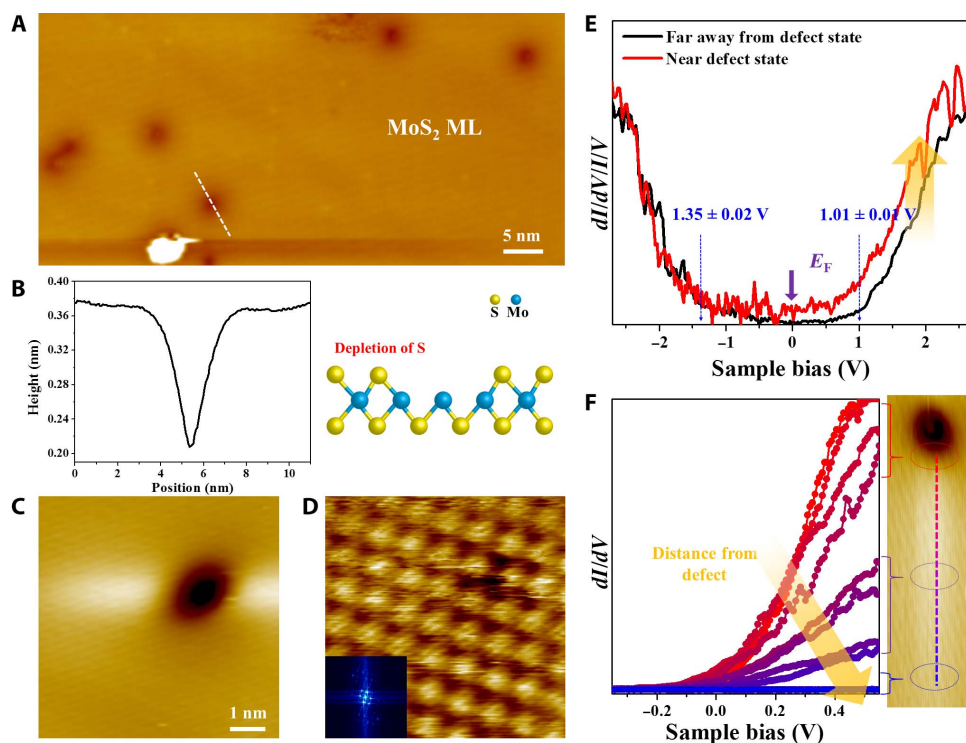 A
MoS₂ ML
5 nm
B
Height (nm)
0.36
0.32
0.28
0.24
0.20
0
2
4
6
8
10
Position (nm)
S Mo
Depletion of S
C
1 nm
D
E
Far away from defect state
Near defect state
dI/dV/I/V
1.35 ± 0.02 V
1.01 ± 0.01 V
E_F
−2
−1
0
1
2
Sample bias (V)
F
dI/dV
Distance from
defect
−0.2
0.0
0.2
0.4
Sample bias (V)